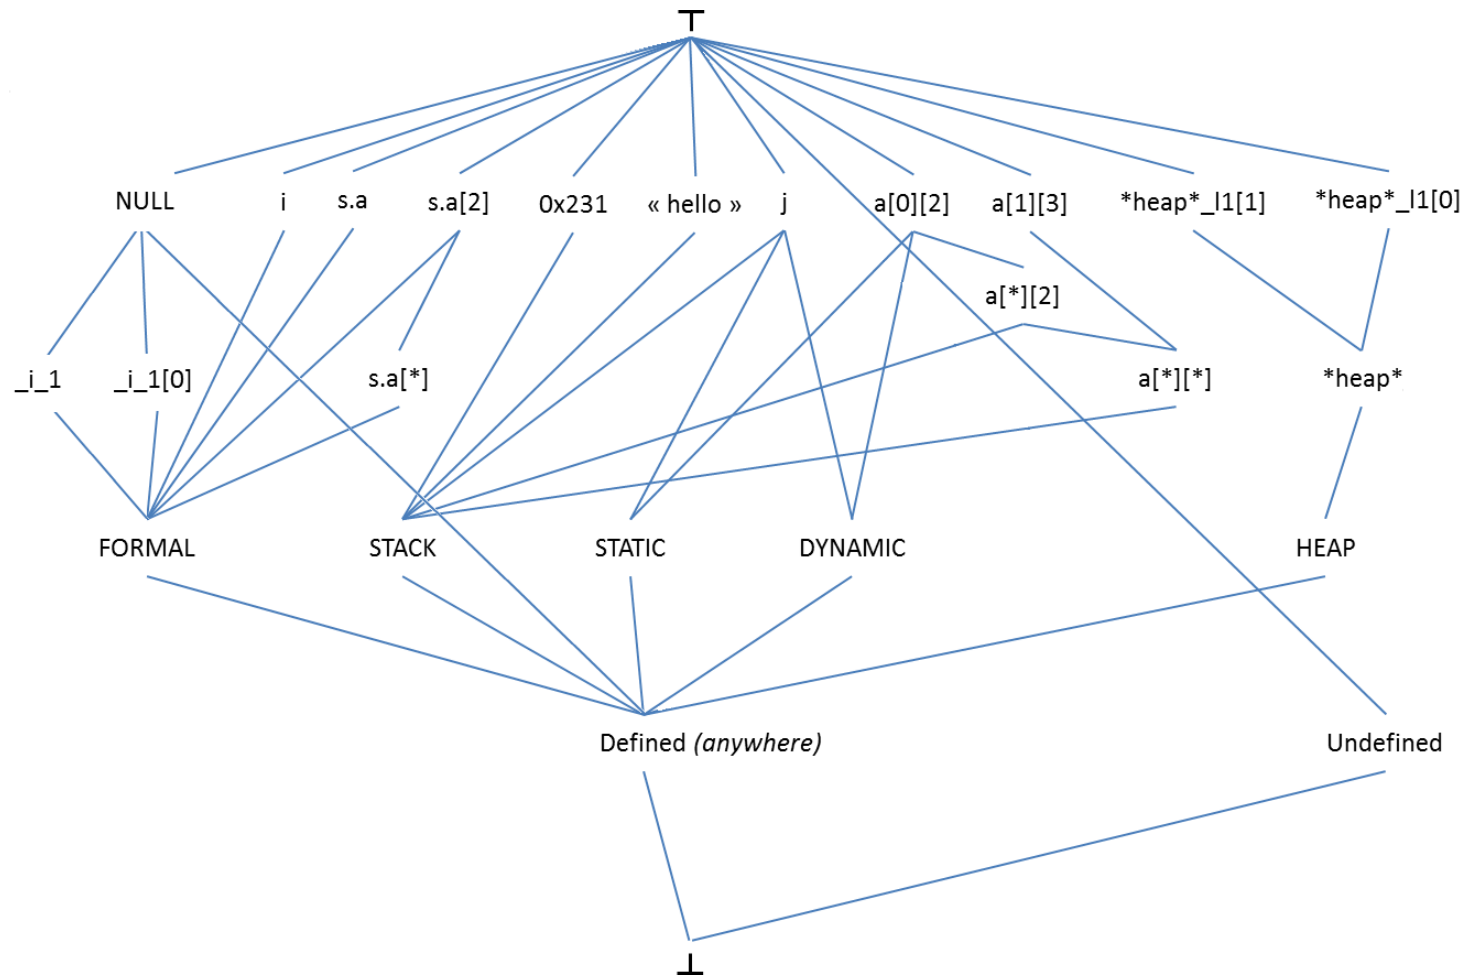 ⊤
NULL i s.a s.a[2] 0x231 « hello » j a[0][2] a[1][3] *heap*_l1[1] *heap*_l1[0]
a[*][2]
_i_1 _i_1[0] s.a[*] a[*][*] *heap*
FORMAL STACK STATIC DYNAMIC HEAP
Defined (anywhere) Undefined
⊥